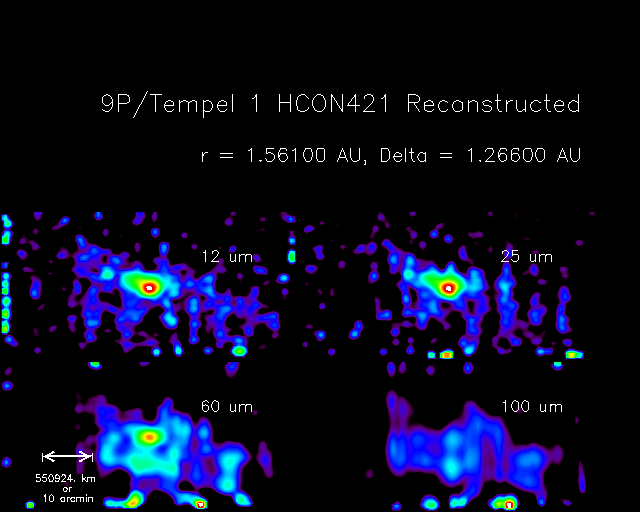 9P/Tempel 1 HCON421 Reconstructed
r = 1.56100 AU, Delta = 1.26600 AU
12 um
25 um
60 um
100 um
550924. km
or
10 arcmin